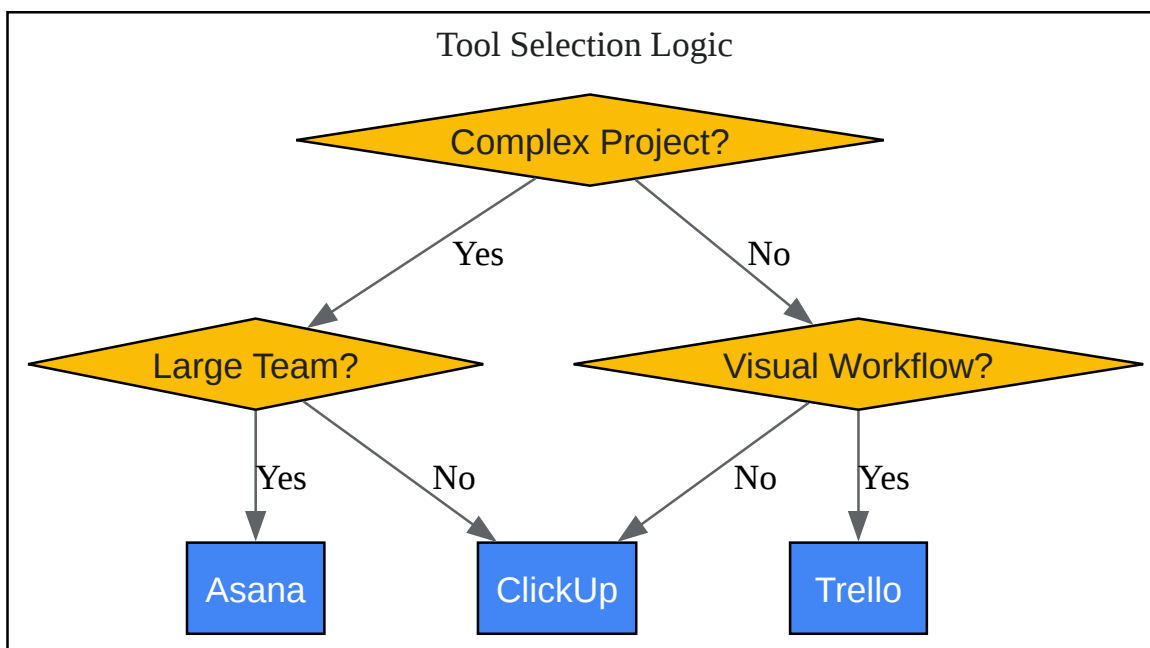 Tool Selection Logic
Complex Project?
Yes
No
Large Team?
Visual Workflow?
Yes
No
No
Yes
Asana
ClickUp
Trello